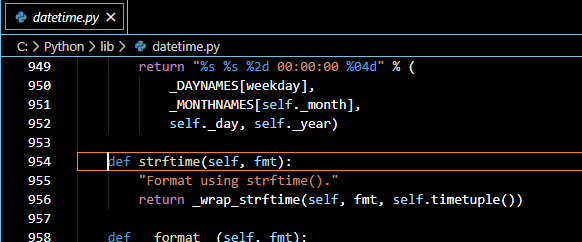 datetime.py ×
C: > Python > lib > datetime.py
949 return "%s %s %2d 00:00:00 %04d" % (
950 _DAYNAMES[weekday],
951 _MONTHNAMES[self._month],
952 self._day, self._year)
953
954 def strftime(self, fmt):
955 "Format using strftime()."
956 return _wrap_strftime(self, fmt, self.timetuple())
957
958 def __format__(self, fmt):